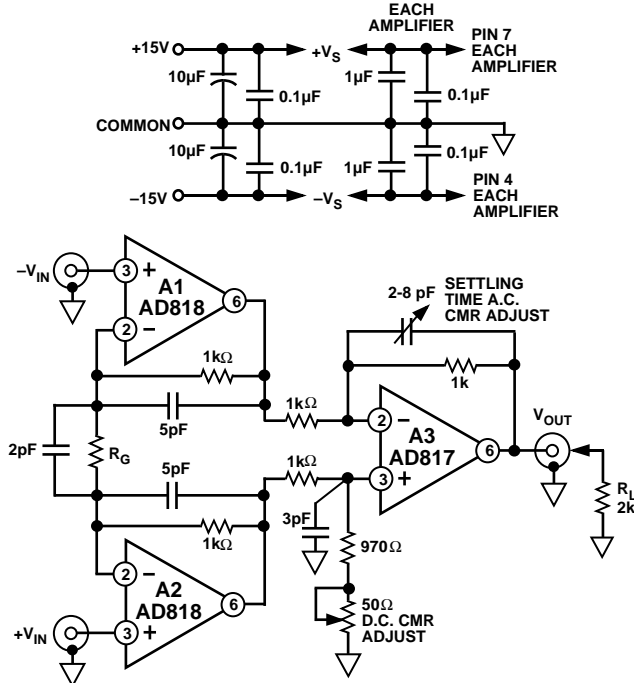 EACH
AMPLIFIER
+15V
+VS
PIN 7
EACH
AMPLIFIER
10µF
0.1µF
1µF
0.1µF
COMMON
10µF
0.1µF
1µF
0.1µF
–15V
–VS
PIN 4
EACH
AMPLIFIER
–VIN
3
+
A1
AD818
6
2
–
2-8 pF
SETTLING
TIME A.C.
CMR ADJUST
1kΩ
1k
5pF
1kΩ
2
–
A3
AD817
6
VOUT
2pF
RG
5pF
1kΩ
3
+
RL
2k
3pF
1kΩ
970Ω
2
–
A2
AD818
6
50Ω
D.C. CMR
ADJUST
+VIN
3
+